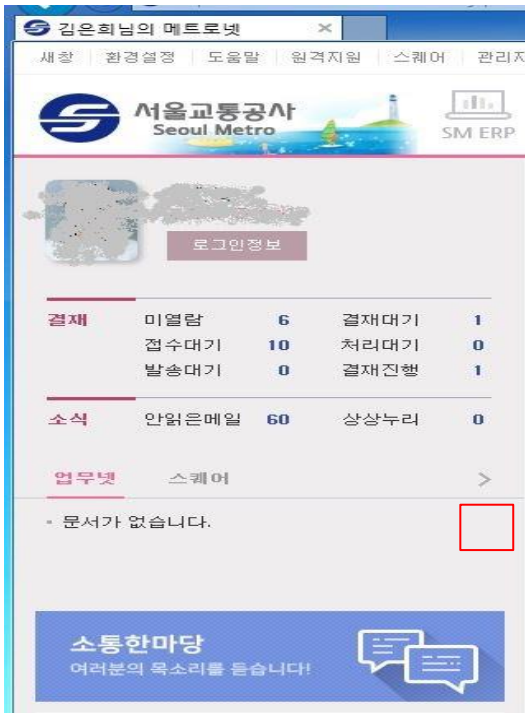 김은희님의 메트로넷
새창 환경설정 도움말 원격지원 스퀘어
서울교통공사
Seoul Metro
SM ERP
로그인정보
결재 미열람 6 결재대기 1
접수대기 10 처리대기 0
발송대기 0 결재진행 1
소식 안읽은메일 60 상상누리 0
업무넷 스퀘어 >
문서가 없습니다.
소통한마당
여러분의 목소리를 듣습니다!